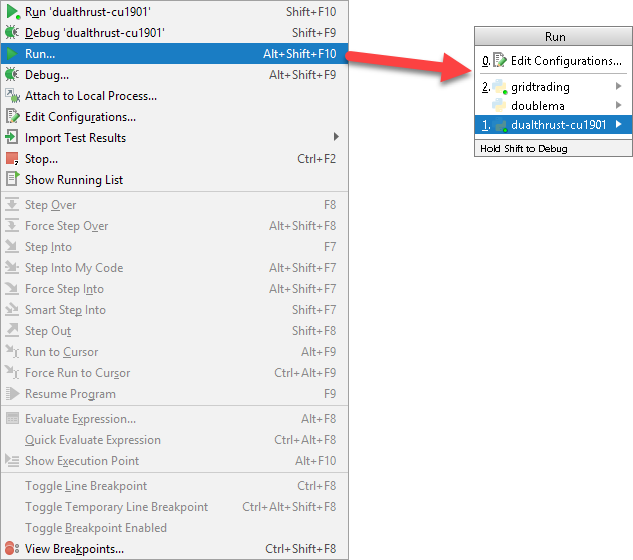 Run 'dualthrust-cu1901' Shift+F10
Debug 'dualthrust-cu1901' Shift+F9
Run... Alt+Shift+F10
Debug... Alt+Shift+F9
Attach to Local Process...
Edit Configurations...
Import Test Results
Stop... Ctrl+F2
Show Running List
Step Over F8
Force Step Over Alt+Shift+F8
Step Into F7
Step Into My Code Alt+Shift+F7
Force Step Into Alt+Shift+F7
Smart Step Into Shift+F7
Step Out Shift+F8
Run to Cursor Alt+F9
Force Run to Cursor Ctrl+Alt+F9
Resume Program F9
Evaluate Expression... Alt+F8
Quick Evaluate Expression Ctrl+Alt+F8
Show Execution Point Alt+F10
Toggle Line Breakpoint Ctrl+F8
Toggle Temporary Line Breakpoint Ctrl+Alt+Shift+F8
Toggle Breakpoint Enabled
View Breakpoints... Ctrl+Shift+F8
Run
0. Edit Configurations...
2. gridtrading
doublema
1. dualthrust-cu1901
Hold Shift to Debug